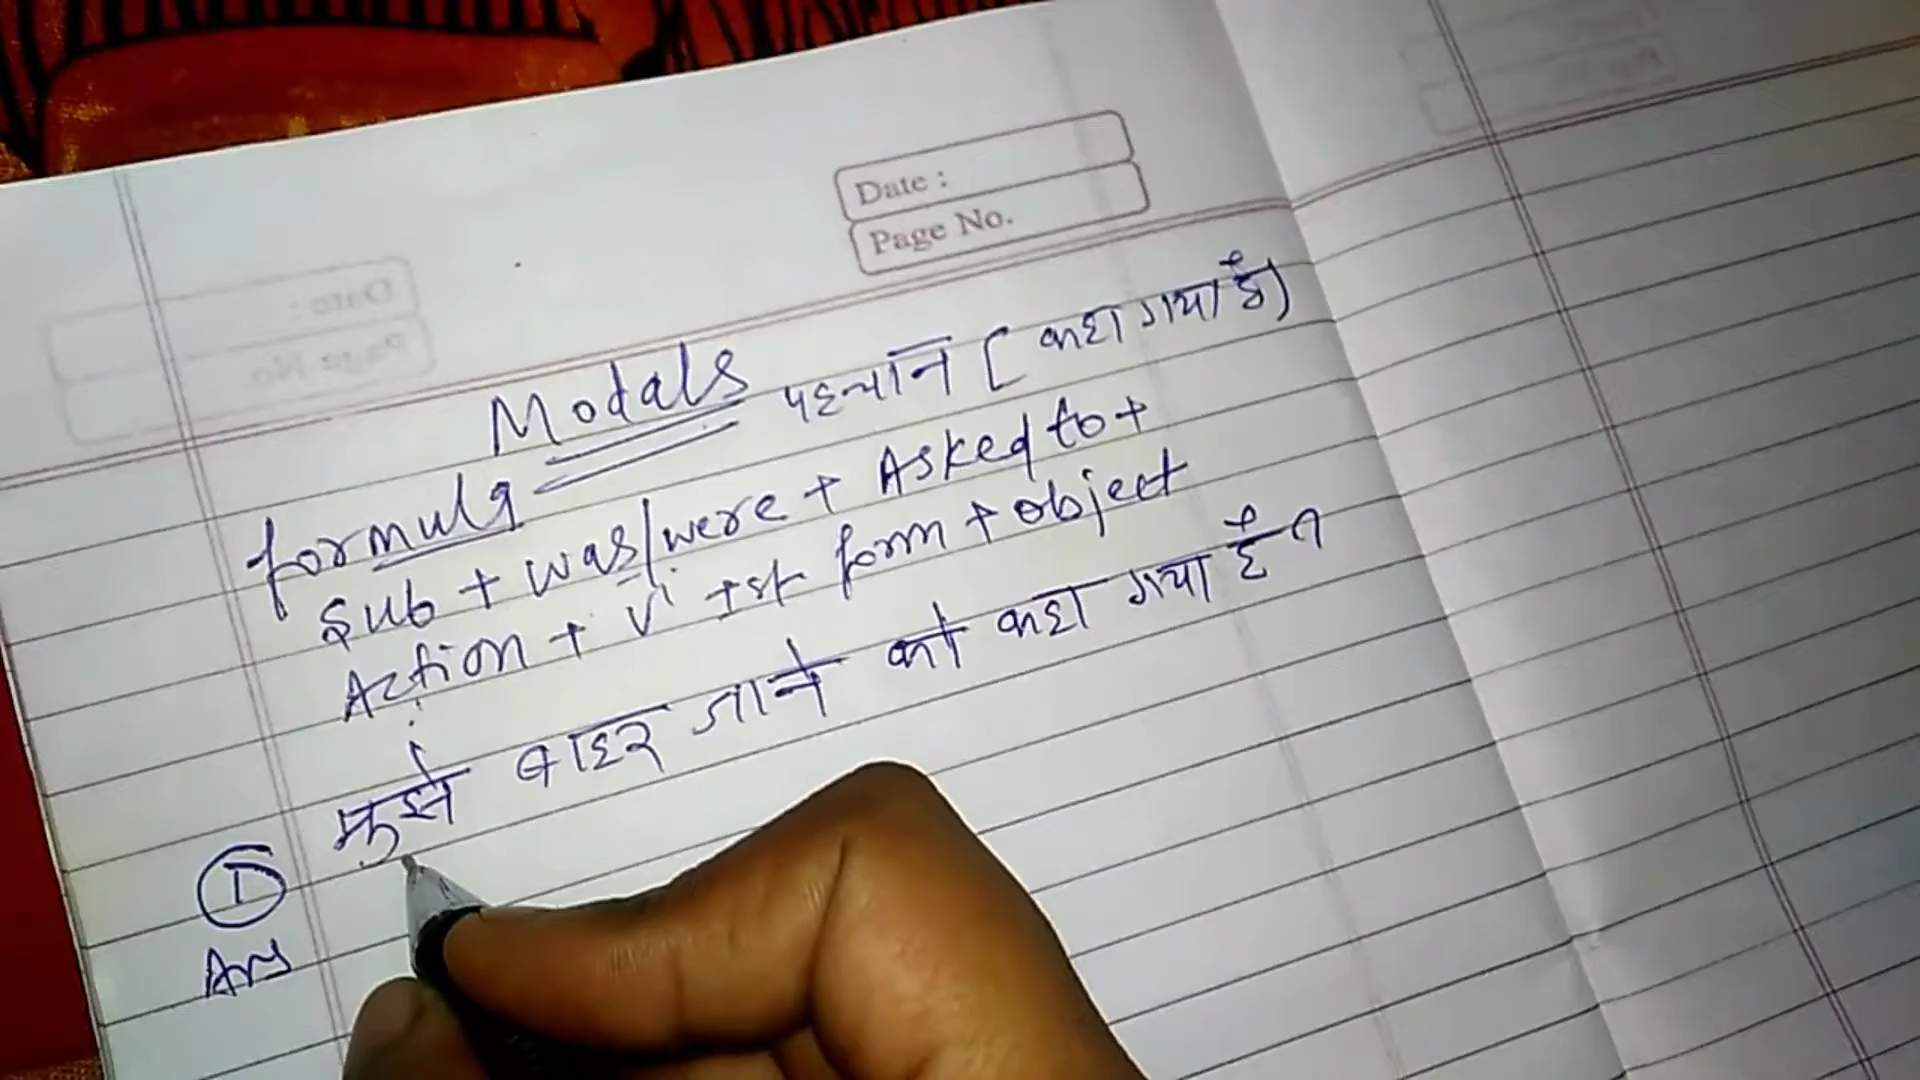 Date :
Page No.
Modals पहचान [ कहा गया है)
formula
Sub + was/were + Asked to +
Action + V¹ +st form + object
① मुझे बाहर जाने को कहा गया है।
Ans